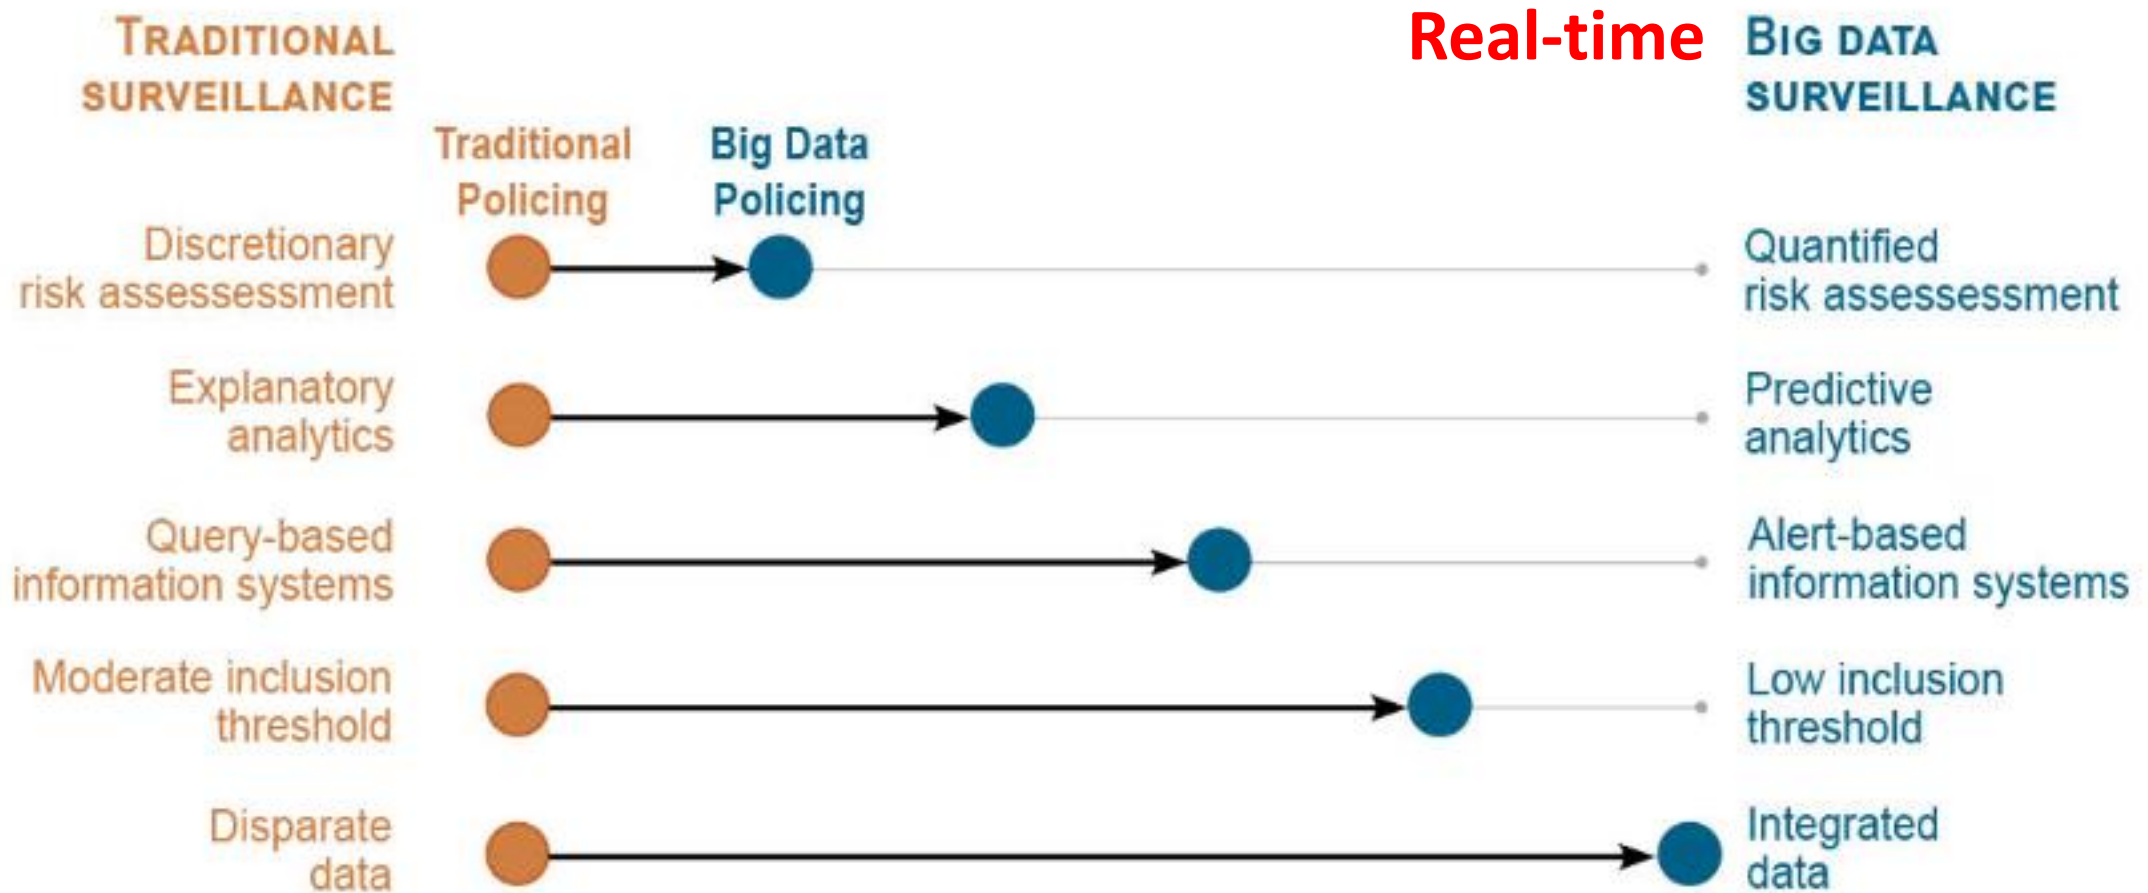 TRADITIONAL
SURVEILLANCE
Real-time
BIG DATA
SURVEILLANCE
Traditional
Policing
Big Data
Policing
Discretionary
risk assessessment
Quantified
risk assessessment
Explanatory
analytics
Predictive
analytics
Query-based
information systems
Alert-based
information systems
Moderate inclusion
threshold
Low inclusion
threshold
Disparate
data
Integrated
data